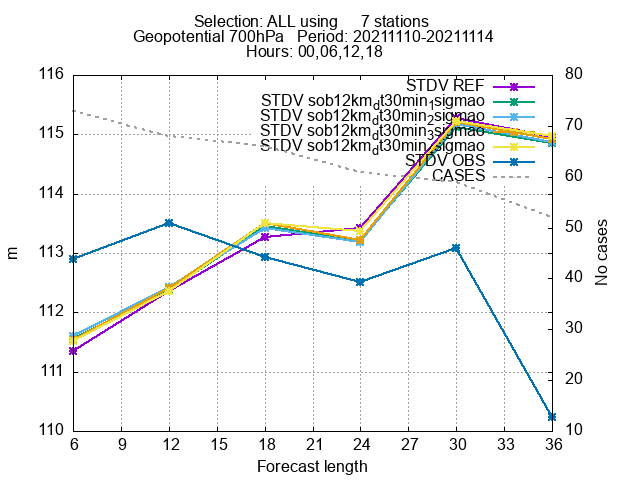 Selection: ALL using 7 stations
Geopotential 700hPa Period: 20211110-20211114
Hours: 00,06,12,18
116
115
114
113
112
111
110
m
80
70
60
50
40
30
20
10
No cases
STDV REF
STDV sob12km_dt30min_1sigmao
STDV sob12km_dt30min_2sigmao
STDV sob12km_dt30min_3sigmao
STDV OBS
CASES
6 9 12 15 18 21 24 27 30 33 36
Forecast length